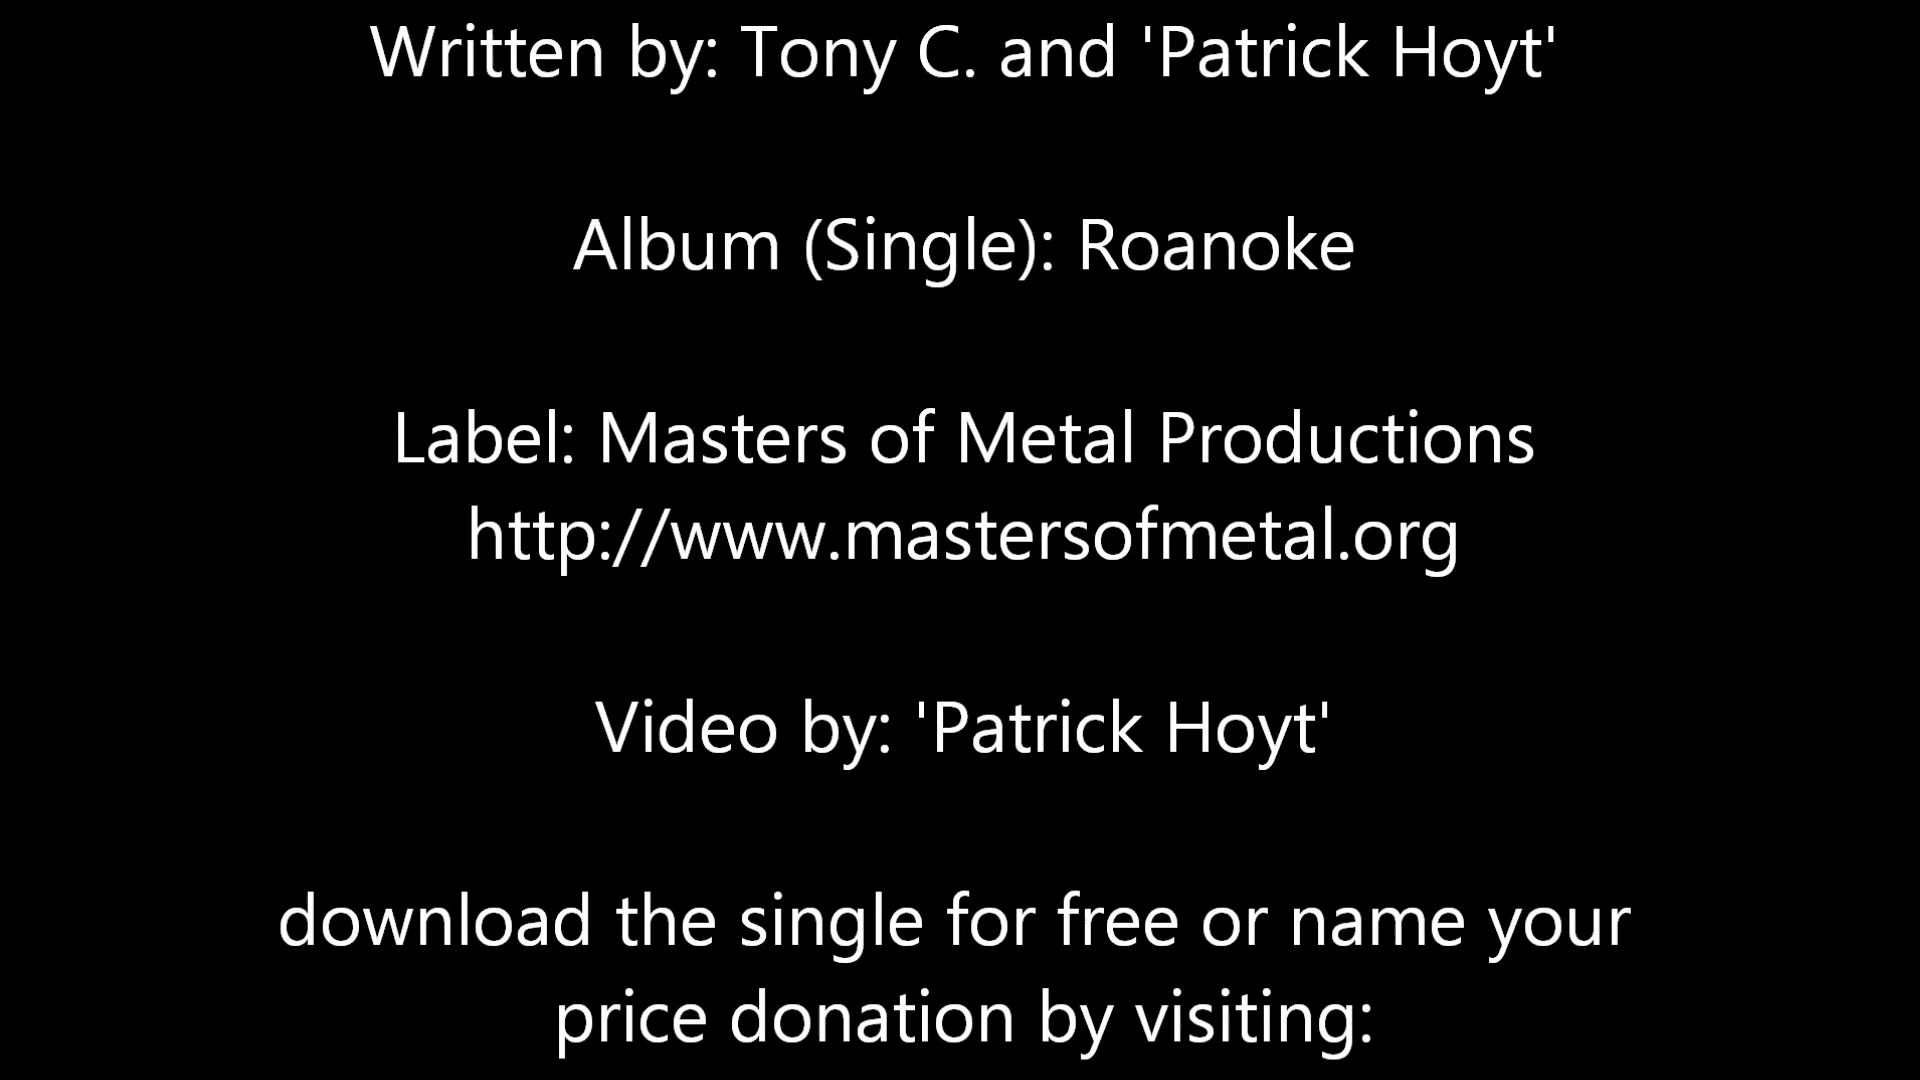 Written by: Tony C. and 'Patrick Hoyt'
Album (Single): Roanoke
Label: Masters of Metal Productions
http://www.mastersofmetal.org
Video by: 'Patrick Hoyt'
download the single for free or name your
price donation by visiting: